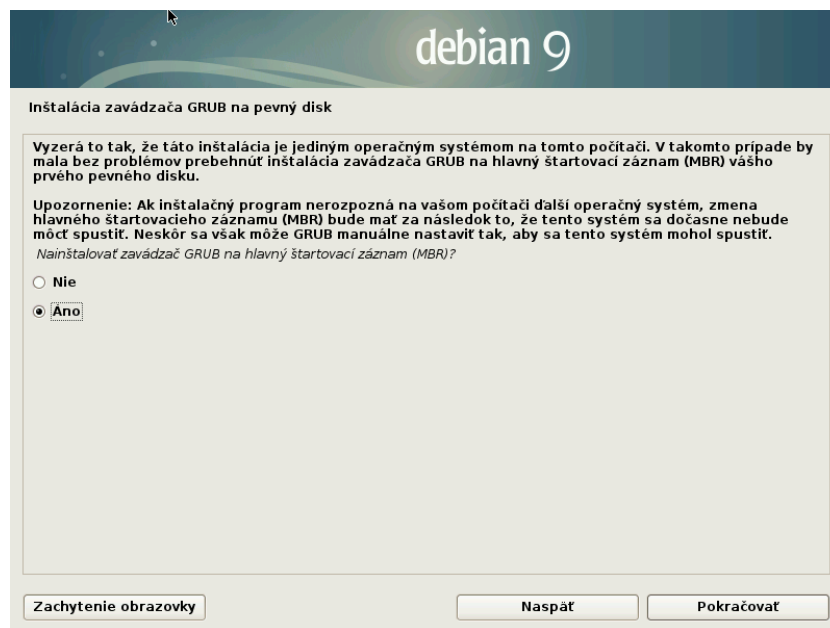 debian 9
Inštalácia zavádzača GRUB na pevný disk
Vyzerá to tak, že táto inštalácia je jediným operačným systémom na tomto počítači. V takomto prípade by
mala bez problémov prebehnúť inštalácia zavádzača GRUB na hlavný štartovací záznam (MBR) vášho
prvého pevného disku.
Upozornenie: Ak inštalačný program nerozpozná na vašom počítači ďalší operačný systém, zmena
hlavného štartovacieho záznamu (MBR) bude mať za následok to, že tento systém sa dočasne nebude
môcť spustiť. Neskôr sa však môže GRUB manuálne nastaviť tak, aby sa tento systém mohol spustiť.
Nainštalovať zavádzač GRUB na hlavný štartovací záznam (MBR)?
Nie
Áno
Zachytenie obrazovky Naspäť Pokračovať